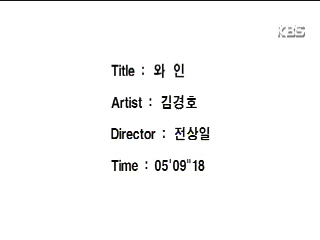 KBS
Title : 와 인
Artist : 김경호
Director : 전상일
Time : 05'09"18